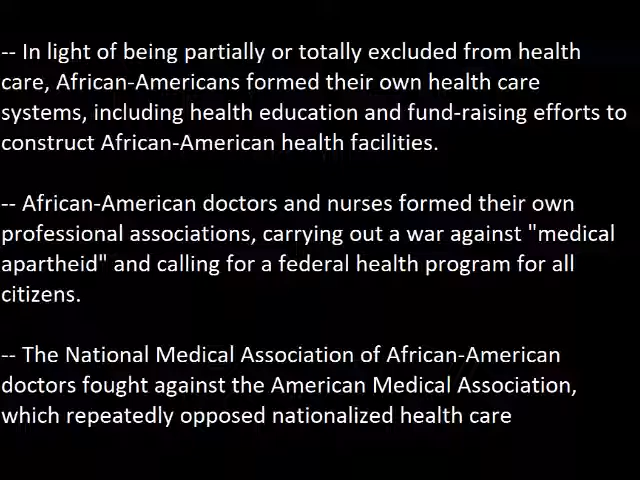 -- In light of being partially or totally excluded from health
care, African-Americans formed their own health care
systems, including health education and fund-raising efforts to
construct African-American health facilities.
-- African-American doctors and nurses formed their own
professional associations, carrying out a war against "medical
apartheid" and calling for a federal health program for all
citizens.
-- The National Medical Association of African-American
doctors fought against the American Medical Association,
which repeatedly opposed nationalized health care